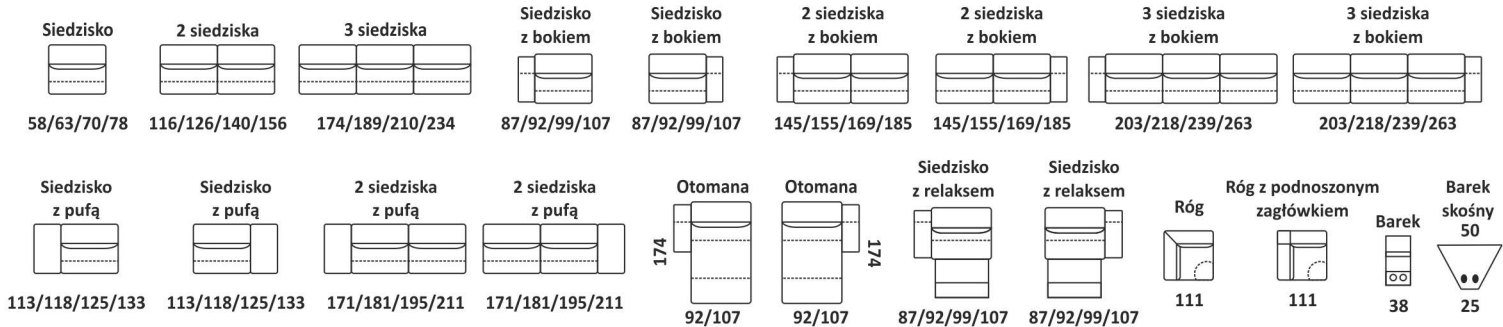 Siedzisko
58/63/70/78
2 siedziska
116/126/140/156
3 siedziska
174/189/210/234
Siedzisko
z bokiem
87/92/99/107
Siedzisko
z bokiem
87/92/99/107
2 siedziska
z bokiem
145/155/169/185
2 siedziska
z bokiem
145/155/169/185
3 siedziska
z bokiem
203/218/239/263
3 siedziska
z bokiem
203/218/239/263
Siedzisko
z pufą
113/118/125/133
Siedzisko
z pufą
113/118/125/133
2 siedziska
z pufą
171/181/195/211
2 siedziska
z pufą
171/181/195/211
Otomana
174
92/107
Otomana
174
92/107
Siedzisko
z relaksem
87/92/99/107
Siedzisko
z relaksem
87/92/99/107
Róg
111
Róg z podnoszonym
zagłówkiem
111
Barek
38
Barek
skośny
50
25